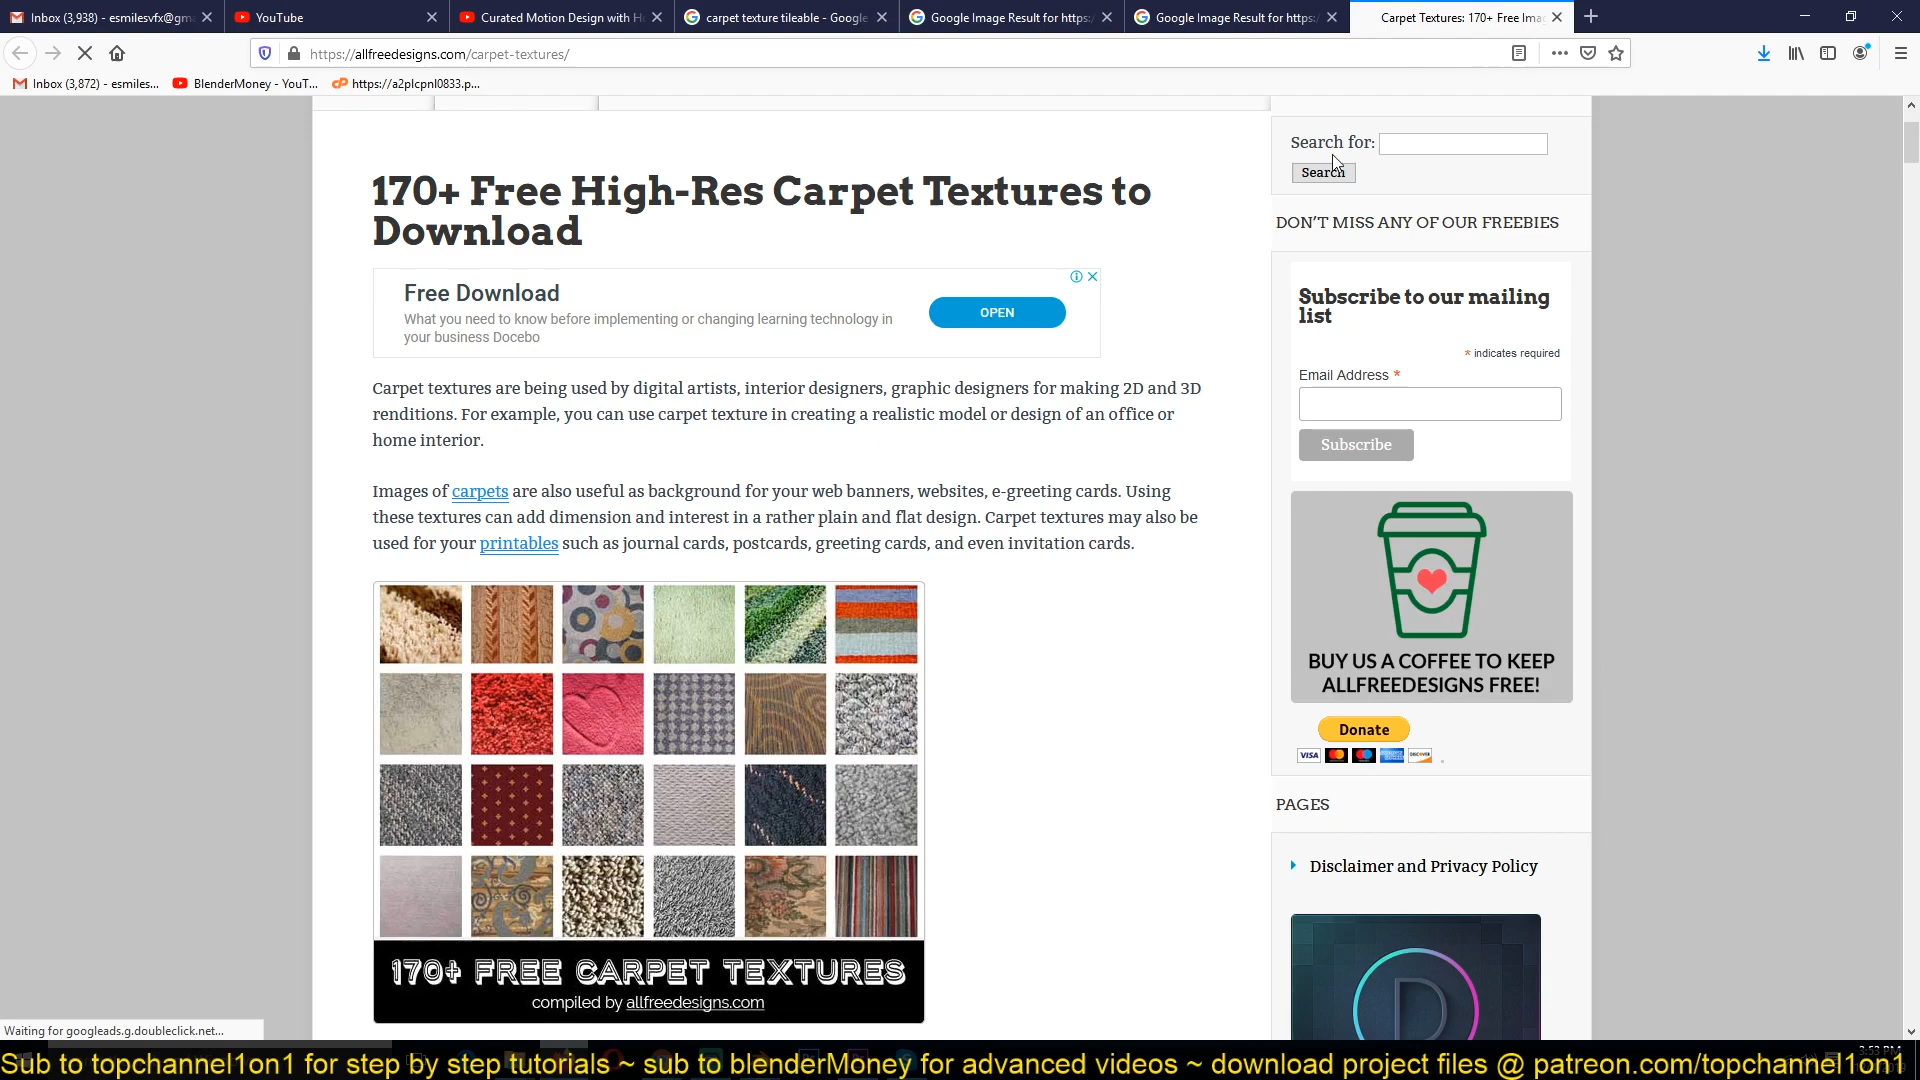 Inbox (3,938) - esmilesvfx@gm
YouTube
Curated Motion Design with H
carpet texture tileable - Google
Google Image Result for https:
Google Image Result for https:
Carpet Textures: 170+ Free Ima
https://allfreedesigns.com/carpet-textures/
Inbox (3,872) - esmiles...
BlenderMoney - YouT...
https://a2plcpnl0833.p...
Search for:
Search
170+ Free High-Res Carpet Textures to
Download
DON'T MISS ANY OF OUR FREEBIES
Free Download
What you need to know before implementing or changing learning technology in
your business Docebo
OPEN
Subscribe to our mailing
list
* indicates required
Email Address *
Subscribe
Carpet textures are being used by digital artists, interior designers, graphic designers for making 2D and 3D
renditions. For example, you can use carpet texture in creating a realistic model or design of an office or
home interior.
Images of carpets are also useful as background for your web banners, websites, e-greeting cards. Using
these textures can add dimension and interest in a rather plain and flat design. Carpet textures may also be
used for your printables such as journal cards, postcards, greeting cards, and even invitation cards.
BUY US A COFFEE TO KEEP
ALLFREEDESIGNS FREE!
Donate
VISA
DISCOVER
PAGES
Disclaimer and Privacy Policy
170+ FREE CARPET TEXTURES
compiled by allfreedesigns.com
Waiting for googleads.g.doubleclick.net...
3:53 PM
Sub to topchannel1on1 for step by step tutorials ~ sub to blenderMoney for advanced videos ~ download project files @ patreon.com/topchannel1on1